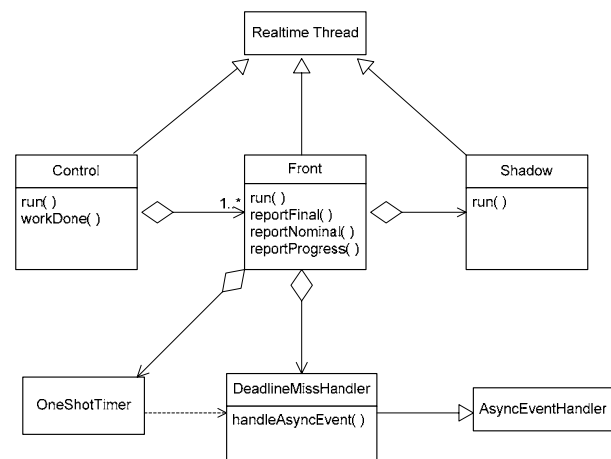 Realtime Thread
Control
run( )
workDone( )
1..*
Front
run( )
reportFinal( )
reportNominal( )
reportProgress( )
Shadow
run( )
OneShotTimer
DeadlineMissHandler
handleAsyncEvent( )
AsyncEventHandler